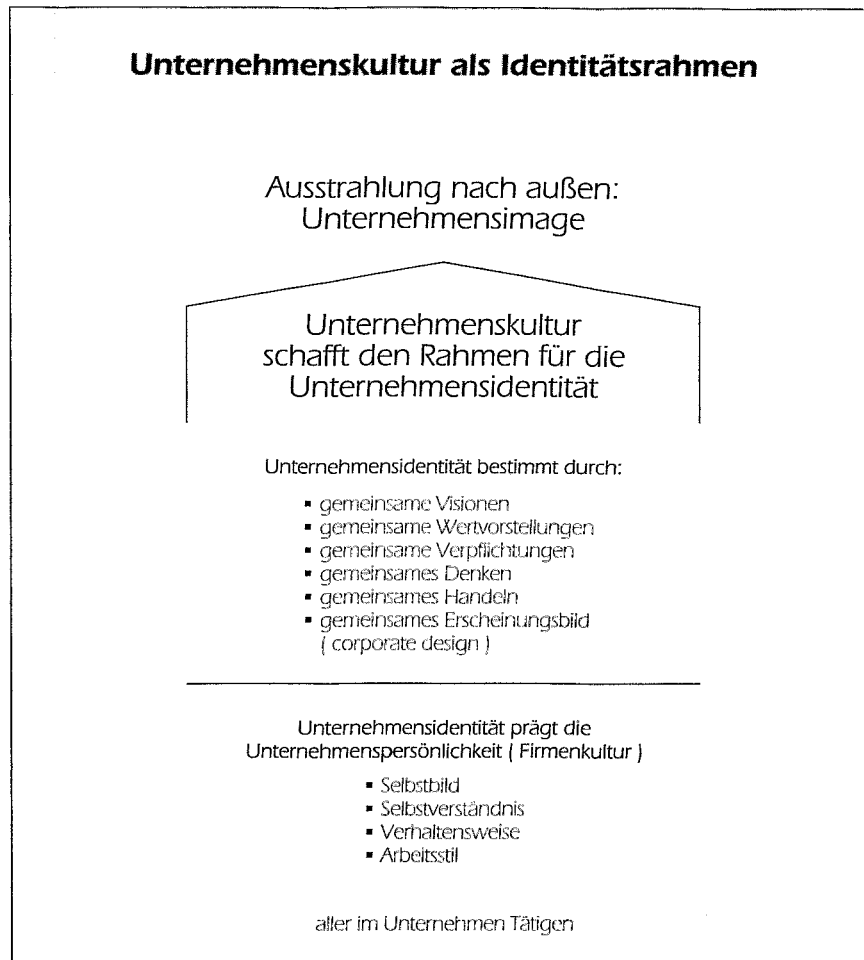 Unternehmenskultur als Identitätsrahmen
Ausstrahlung nach außen:
Unternehmensimage
Unternehmenskultur
schafft den Rahmen für die
Unternehmensidentität
Unternehmensidentität bestimmt durch:
▪ gemeinsame Visionen
▪ gemeinsame Wertvorstellungen
▪ gemeinsame Verpflichtungen
▪ gemeinsames Denken
▪ gemeinsames Handeln
▪ gemeinsames Erscheinungsbild
( corporate design )
Unternehmensidentität prägt die
Unternehmenspersönlichkeit ( Firmenkultur )
▪ Selbstbild
▪ Selbstverständnis
▪ Verhaltensweise
▪ Arbeitsstil
aller im Unternehmen Tätigen